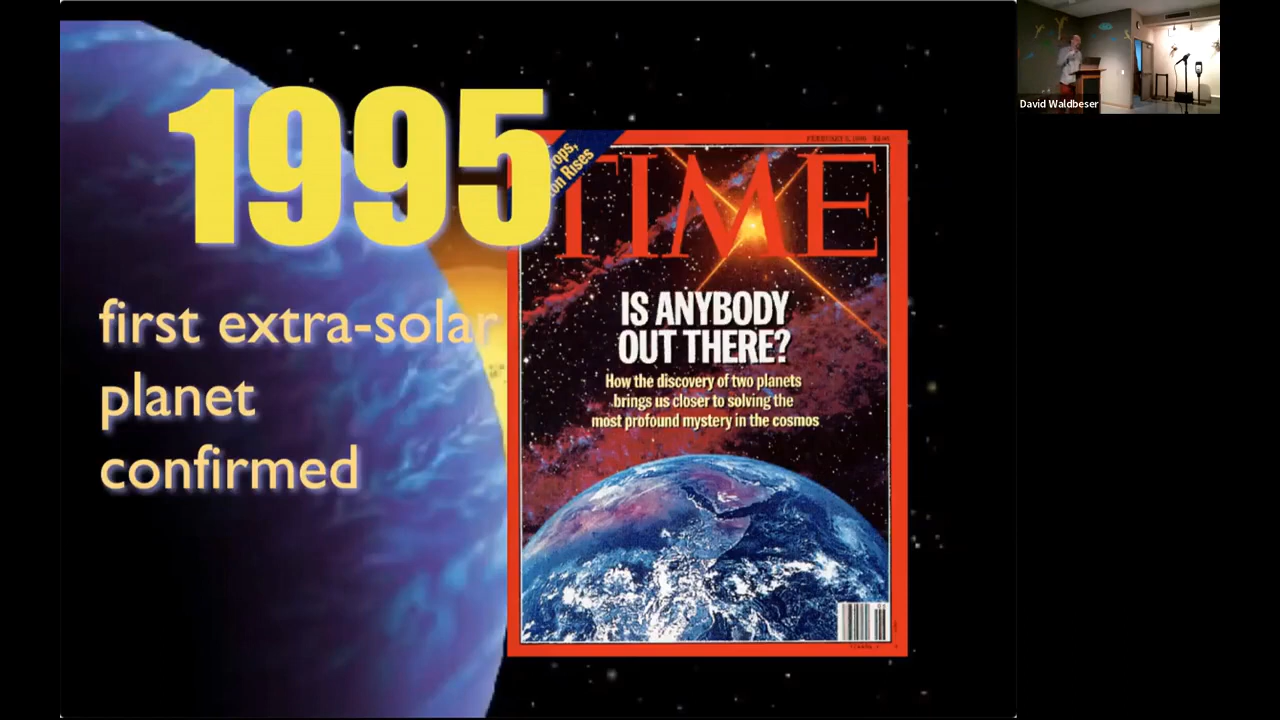 1995
first extra-solar
planet
confirmed
TIME
IS ANYBODY
OUT THERE?
How the discovery of two planets
brings us closer to solving the
most profound mystery in the cosmos
David Waldbeser